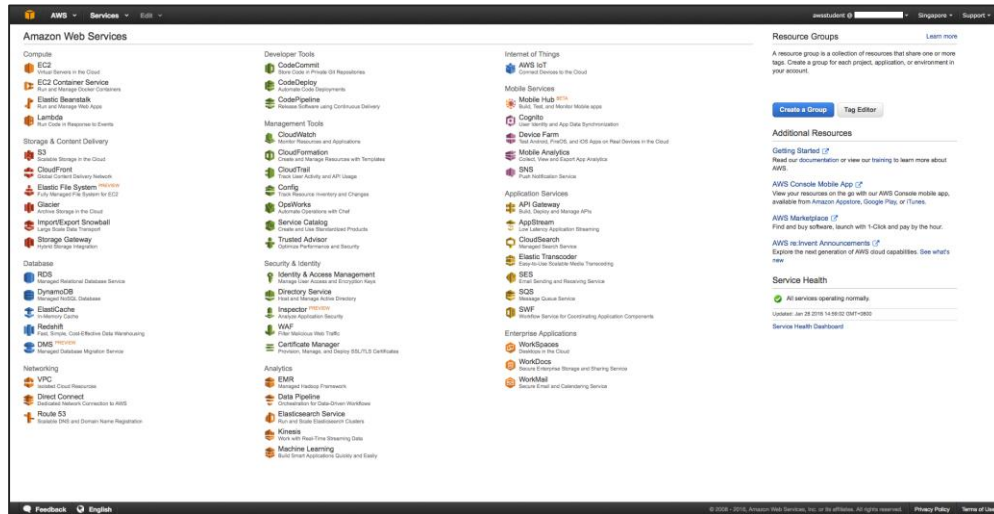 AWS Services Edit awsstudent @ Singapore Support
Amazon Web Services
Compute
EC2
Virtual Servers in the Cloud
EC2 Container Service
Run and Manage Docker Containers
Elastic Beanstalk
Run and Manage Web Apps
Lambda
Run Code in Response to Events
Storage & Content Delivery
S3
Scalable Storage in the Cloud
CloudFront
Global Content Delivery Network
Elastic File System PREVIEW
Fully Managed File System for EC2
Glacier
Archive Storage in the Cloud
Import/Export Snowball
Large Scale Data Transport
Storage Gateway
Hybrid Storage Integration
Database
RDS
Managed Relational Database Service
DynamoDB
Managed NoSQL Database
ElastiCache
In-Memory Cache
Redshift
Fast, Simple, Cost-Effective Data Warehousing
DMS PREVIEW
Managed Database Migration Service
Networking
VPC
Isolated Cloud Resources
Direct Connect
Dedicated Network Connection to AWS
Route 53
Scalable DNS and Domain Name Registration
Developer Tools
CodeCommit
Store Code in Private Git Repositories
CodeDeploy
Automate Code Deployments
CodePipeline
Release Software using Continuous Delivery
Management Tools
CloudWatch
Monitor Resources and Applications
CloudFormation
Create and Manage Resources with Templates
CloudTrail
Track User Activity and API Usage
Config
Track Resource Inventory and Changes
OpsWorks
Automate Operations with Chef
Service Catalog
Create and Use Standardized Products
Trusted Advisor
Optimize Performance and Security
Security & Identity
Identity & Access Management
Manage User Access and Encryption Keys
Directory Service
Host and Manage Active Directory
Inspector PREVIEW
Analyze Application Security
WAF
Filter Malicious Web Traffic
Certificate Manager
Provision, Manage, and Deploy SSL/TLS Certificates
Analytics
EMR
Managed Hadoop Framework
Data Pipeline
Orchestration for Data-Driven Workflows
Elasticsearch Service
Run and Scale Elasticsearch Clusters
Kinesis
Work with Real-Time Streaming Data
Machine Learning
Build Smart Applications Quickly and Easily
Internet of Things
AWS IoT
Connect Devices to the Cloud
Mobile Services
Mobile Hub BETA
Build, Test, and Monitor Mobile apps
Cognito
User Identity and App Data Synchronization
Device Farm
Test Android, FireOS, and iOS Apps on Real Devices in the Cloud
Mobile Analytics
Collect, View and Export App Analytics
SNS
Push Notification Service
Application Services
API Gateway
Build, Deploy and Manage APIs
AppStream
Low Latency Application Streaming
CloudSearch
Managed Search Service
Elastic Transcoder
Easy-to-Use Scalable Media Transcoding
SES
Email Sending and Receiving Service
SQS
Message Queue Service
SWF
Workflow Service for Coordinating Application Components
Enterprise Applications
WorkSpaces
Desktops in the Cloud
WorkDocs
Secure Enterprise Storage and Sharing Service
WorkMail
Secure Email and Calendaring Service
Resource Groups Learn more
A resource group is a collection of resources that share one or more
tags. Create a group for each project, application, or environment in
your account.
Create a Group Tag Editor
Additional Resources
Getting Started
Read our documentation or view our training to learn more about
AWS.
AWS Console Mobile App
View your resources on the go with our AWS Console mobile app,
available from Amazon Appstore, Google Play, or iTunes.
AWS Marketplace
Find and buy software, launch with 1-Click and pay by the hour.
AWS re:Invent Announcements
Explore the next generation of AWS cloud capabilities. See what's
new
Service Health
All services operating normally.
Updated: Jan 26 2016 14:59:02 GMT+0800
Service Health Dashboard
Feedback English © 2008 - 2016, Amazon Web Services, Inc. or its affiliates. All rights reserved. Privacy Policy Terms of Use